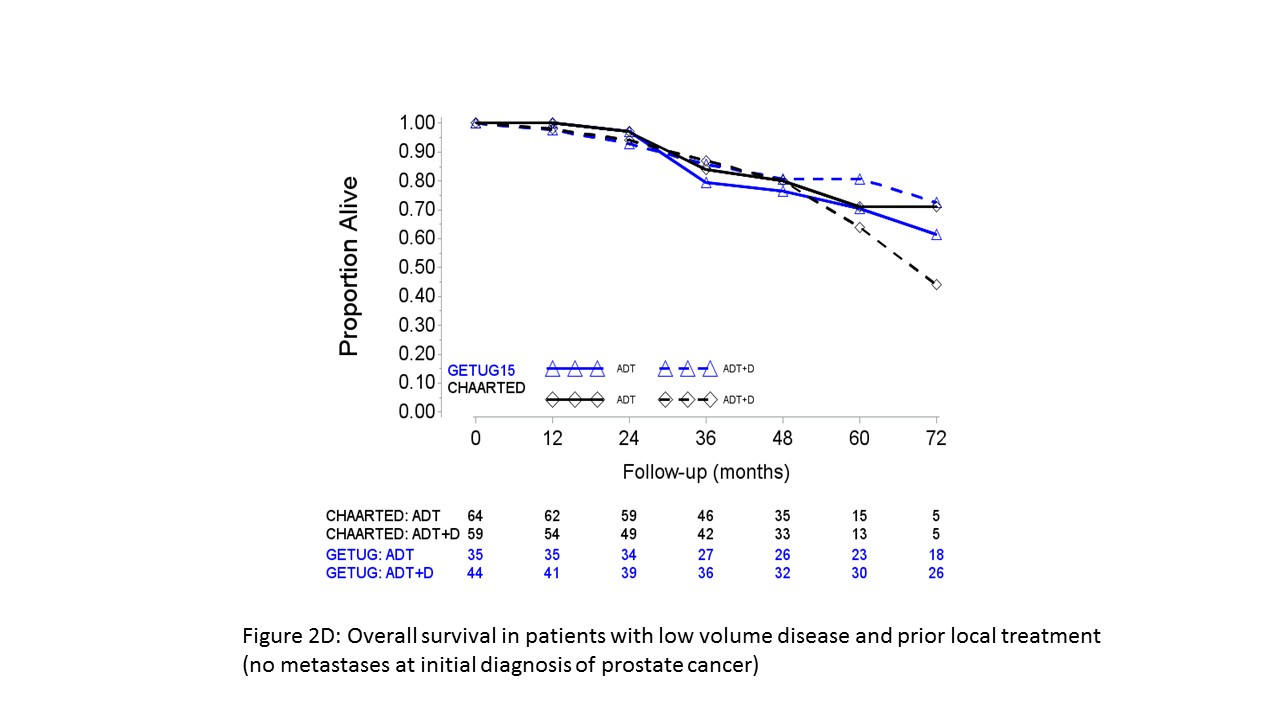 1.00
0.90
0.80
0.70
0.60
0.50
0.40
0.30
0.20
0.10
0.00
Proportion Alive
GETUG15 ADT ADT+D
CHAARTED ADT ADT+D
0 12 24 36 48 60 72
Follow-up (months)
CHAARTED: ADT 64 62 59 46 35 15 5
CHAARTED: ADT+D 59 54 49 42 33 13 5
GETUG: ADT 35 35 34 27 26 23 18
GETUG: ADT+D 44 41 39 36 32 30 26
Figure 2D: Overall survival in patients with low volume disease and prior local treatment
(no metastases at initial diagnosis of prostate cancer)